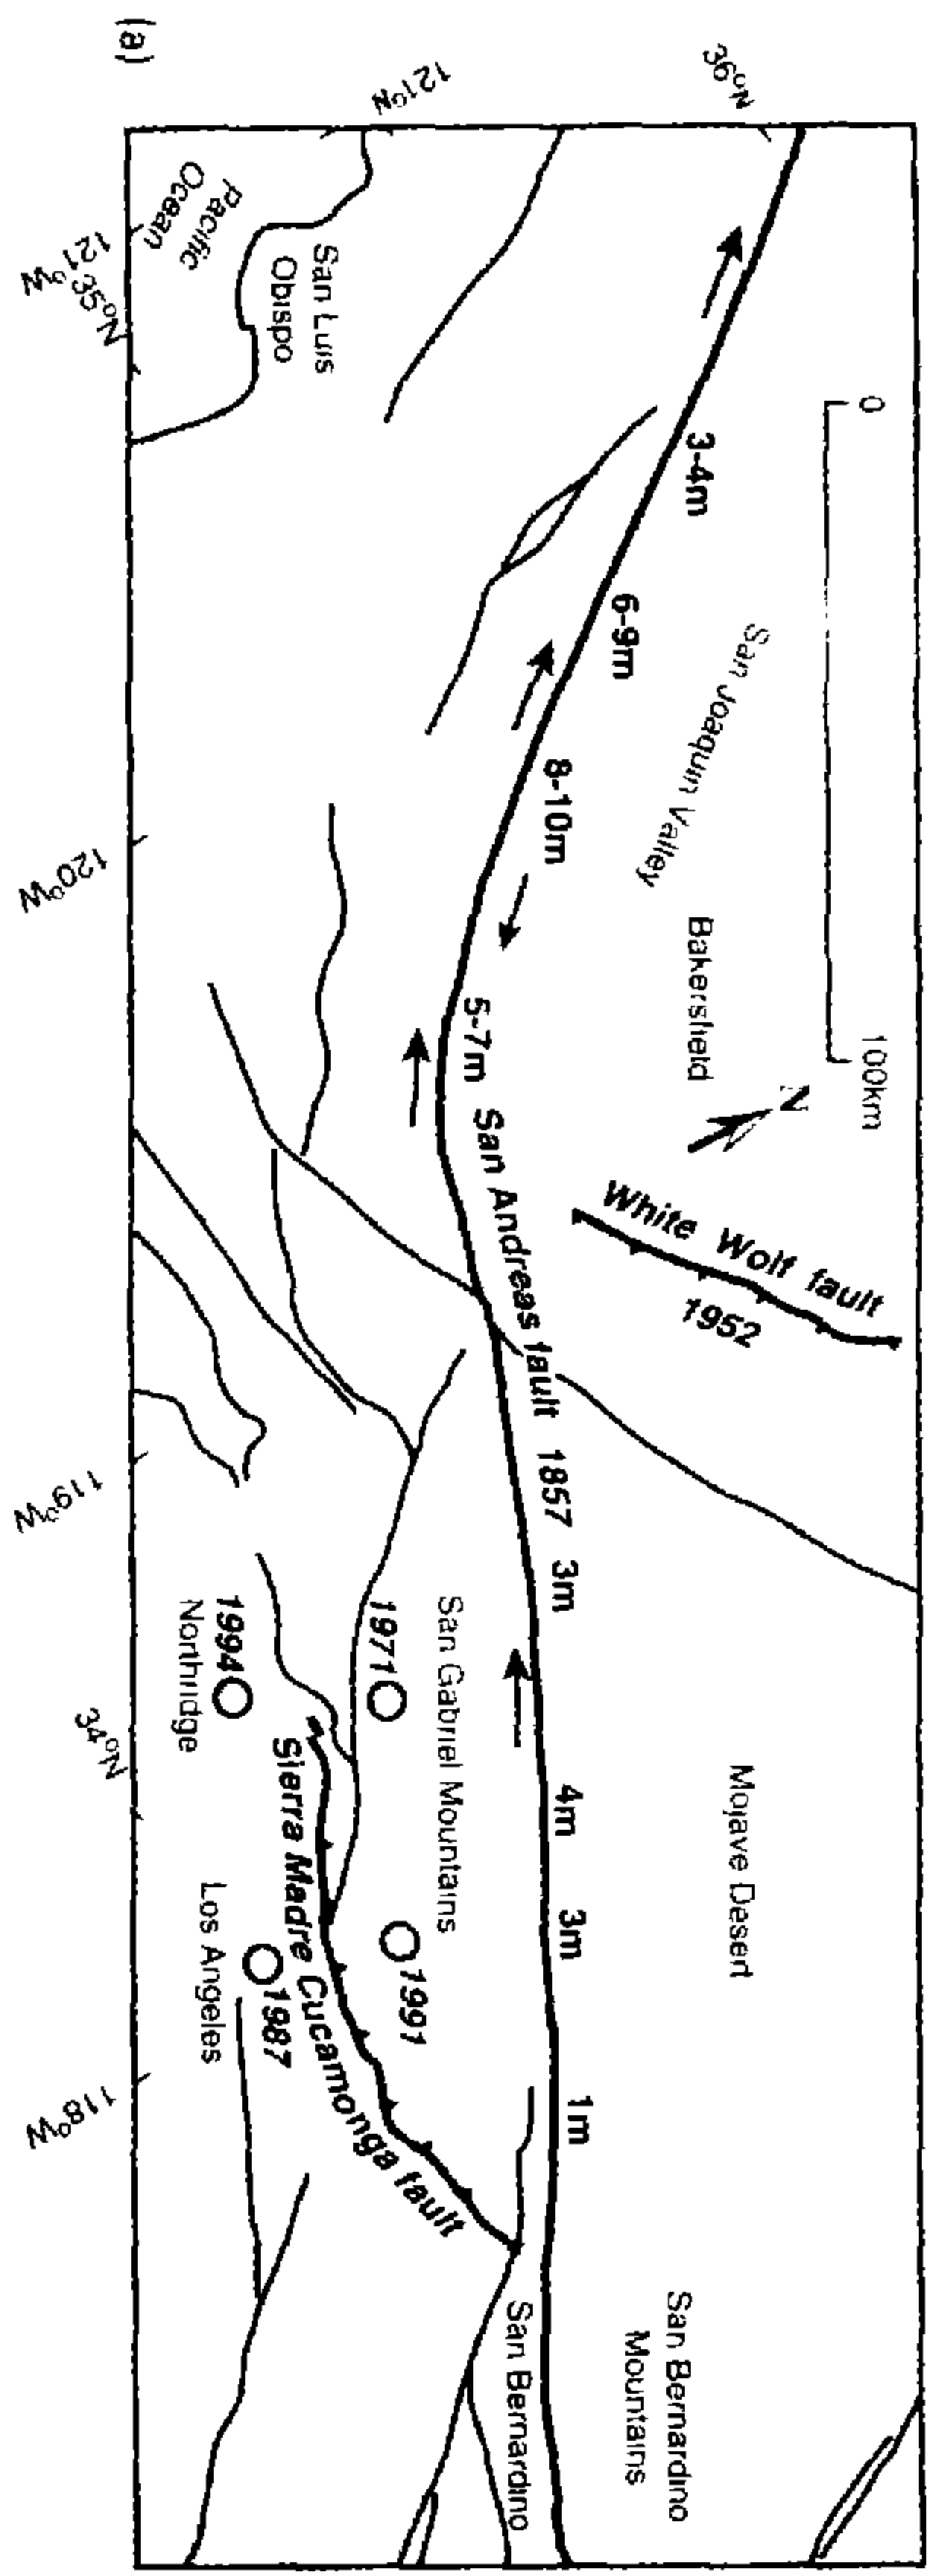 (a)
36°N
121°N
0
100km
N
San Joaquin Valley
Bakersfield
White Wolf fault
1952
3-4m
6-9m
8-10m
5-7m
San Andreas fault 1857
3m
4m
3m
1m
Mojave Desert
San Bernardino
Mountains
San Bernardino
San Luis
Obispo
Pacific
Ocean
San Gabriel Mountains
1971
1991
1994
Northridge
1987
Los Angeles
Sierra Madre Cucamonga fault
121°W
35°N
120°W
119°W
34°N
118°W